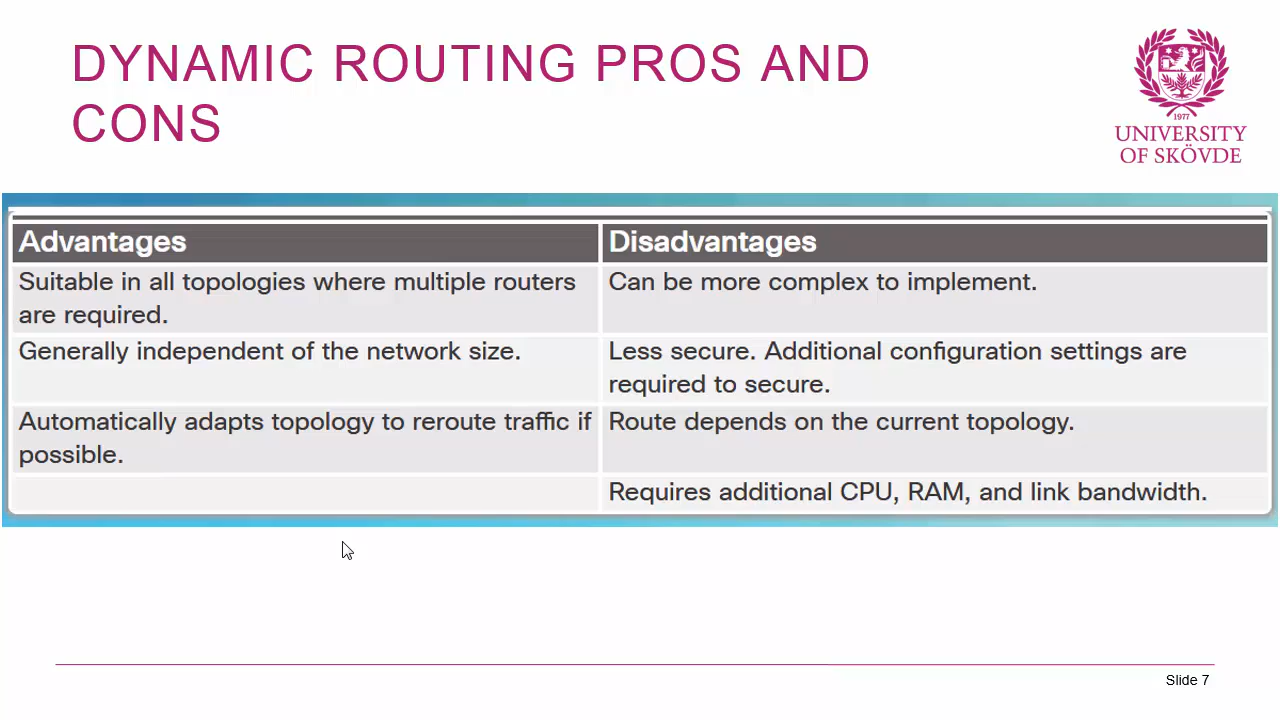 DYNAMIC ROUTING PROS AND
CONS
1977
UNIVERSITY
OF SKÖVDE
Advantages
Disadvantages
Suitable in all topologies where multiple routers
are required.
Can be more complex to implement.
Generally independent of the network size.
Less secure. Additional configuration settings are
required to secure.
Automatically adapts topology to reroute traffic if
possible.
Route depends on the current topology.
Requires additional CPU, RAM, and link bandwidth.
Slide 7